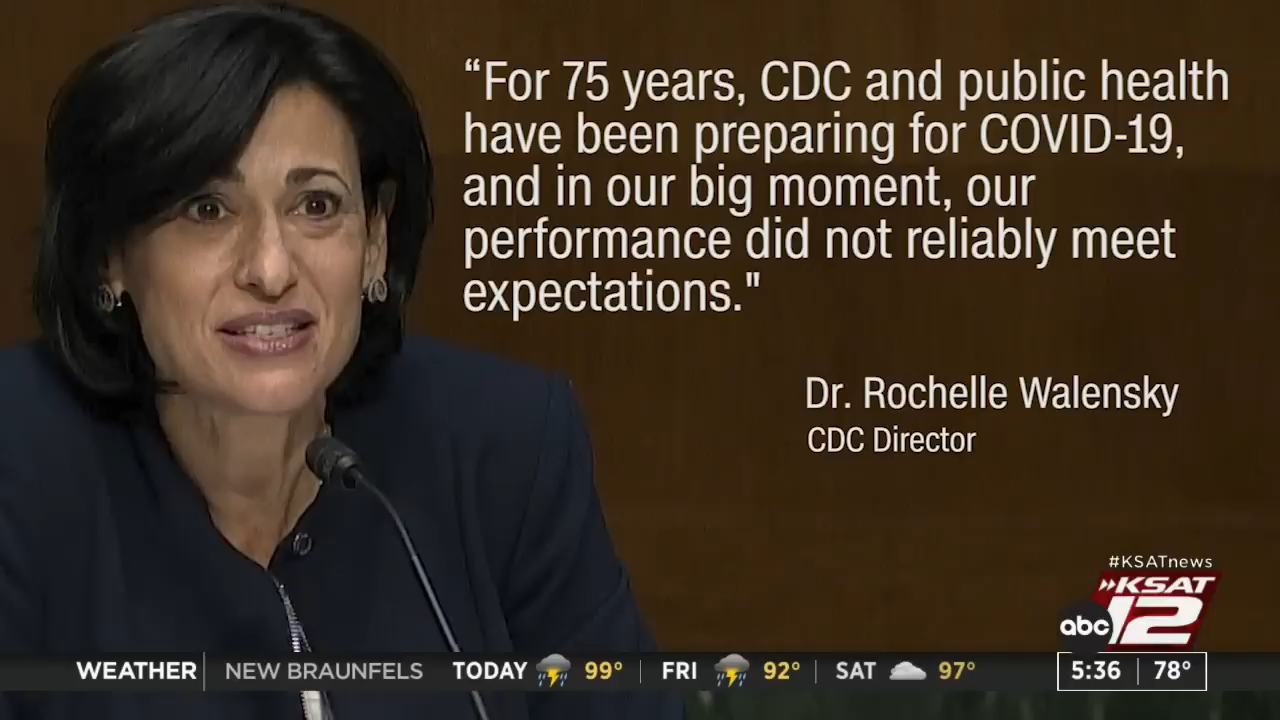 “For 75 years, CDC and public health
have been preparing for COVID-19,
and in our big moment, our
performance did not reliably meet
expectations."
Dr. Rochelle Walensky
CDC Director
#KSATnews
KSAT
abc 12
WEATHER NEW BRAUNFELS TODAY 99° FRI 92° SAT 97° 5:36 78°